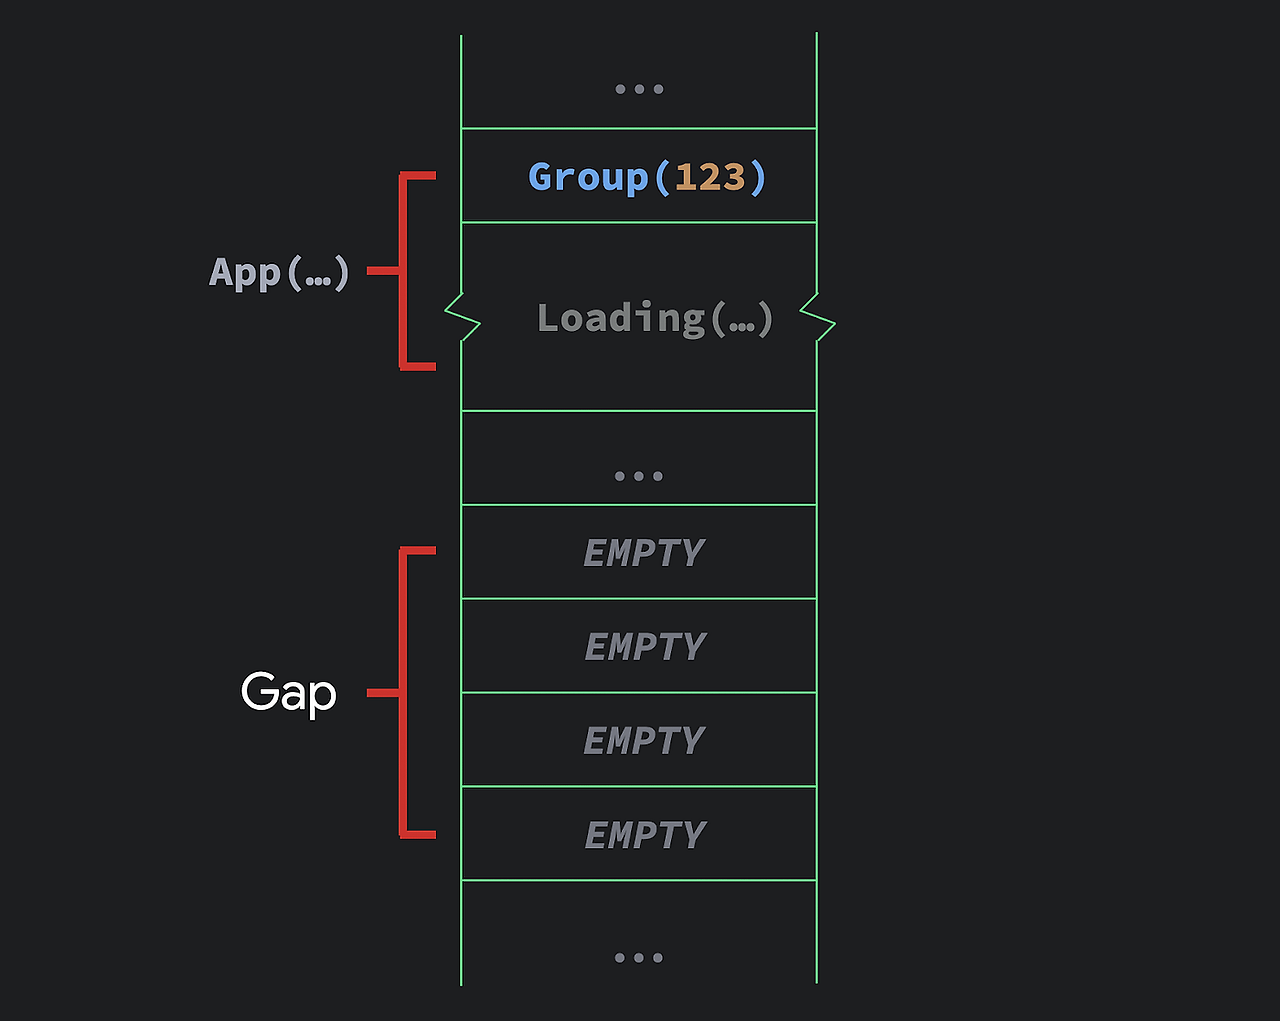 ...
Group(123)
App(…)
Loading(…)
...
EMPTY
EMPTY
Gap
EMPTY
EMPTY
...